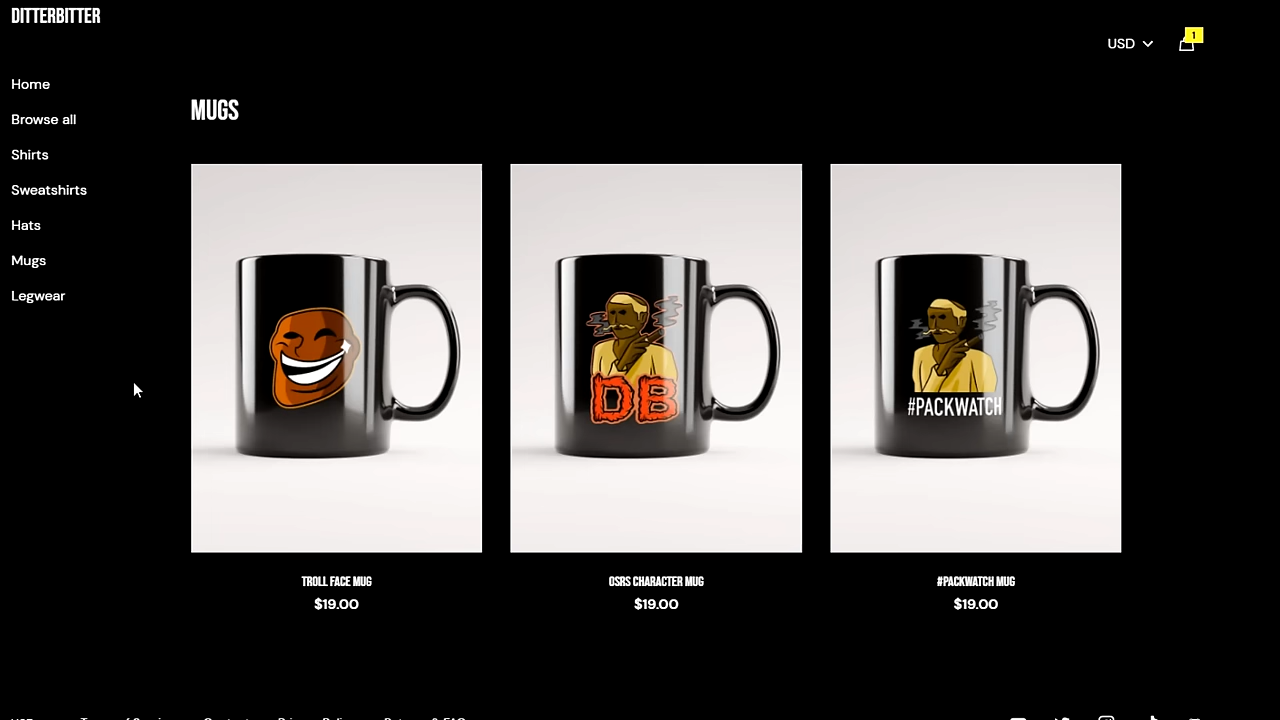 DITTERBITTER
USD
1
Home
Browse all
Shirts
Sweatshirts
Hats
Mugs
Legwear
MUGS
DB
#PACKWATCH
TROLL FACE MUG
$19.00
OSRS CHARACTER MUG
$19.00
#PACKWATCH MUG
$19.00